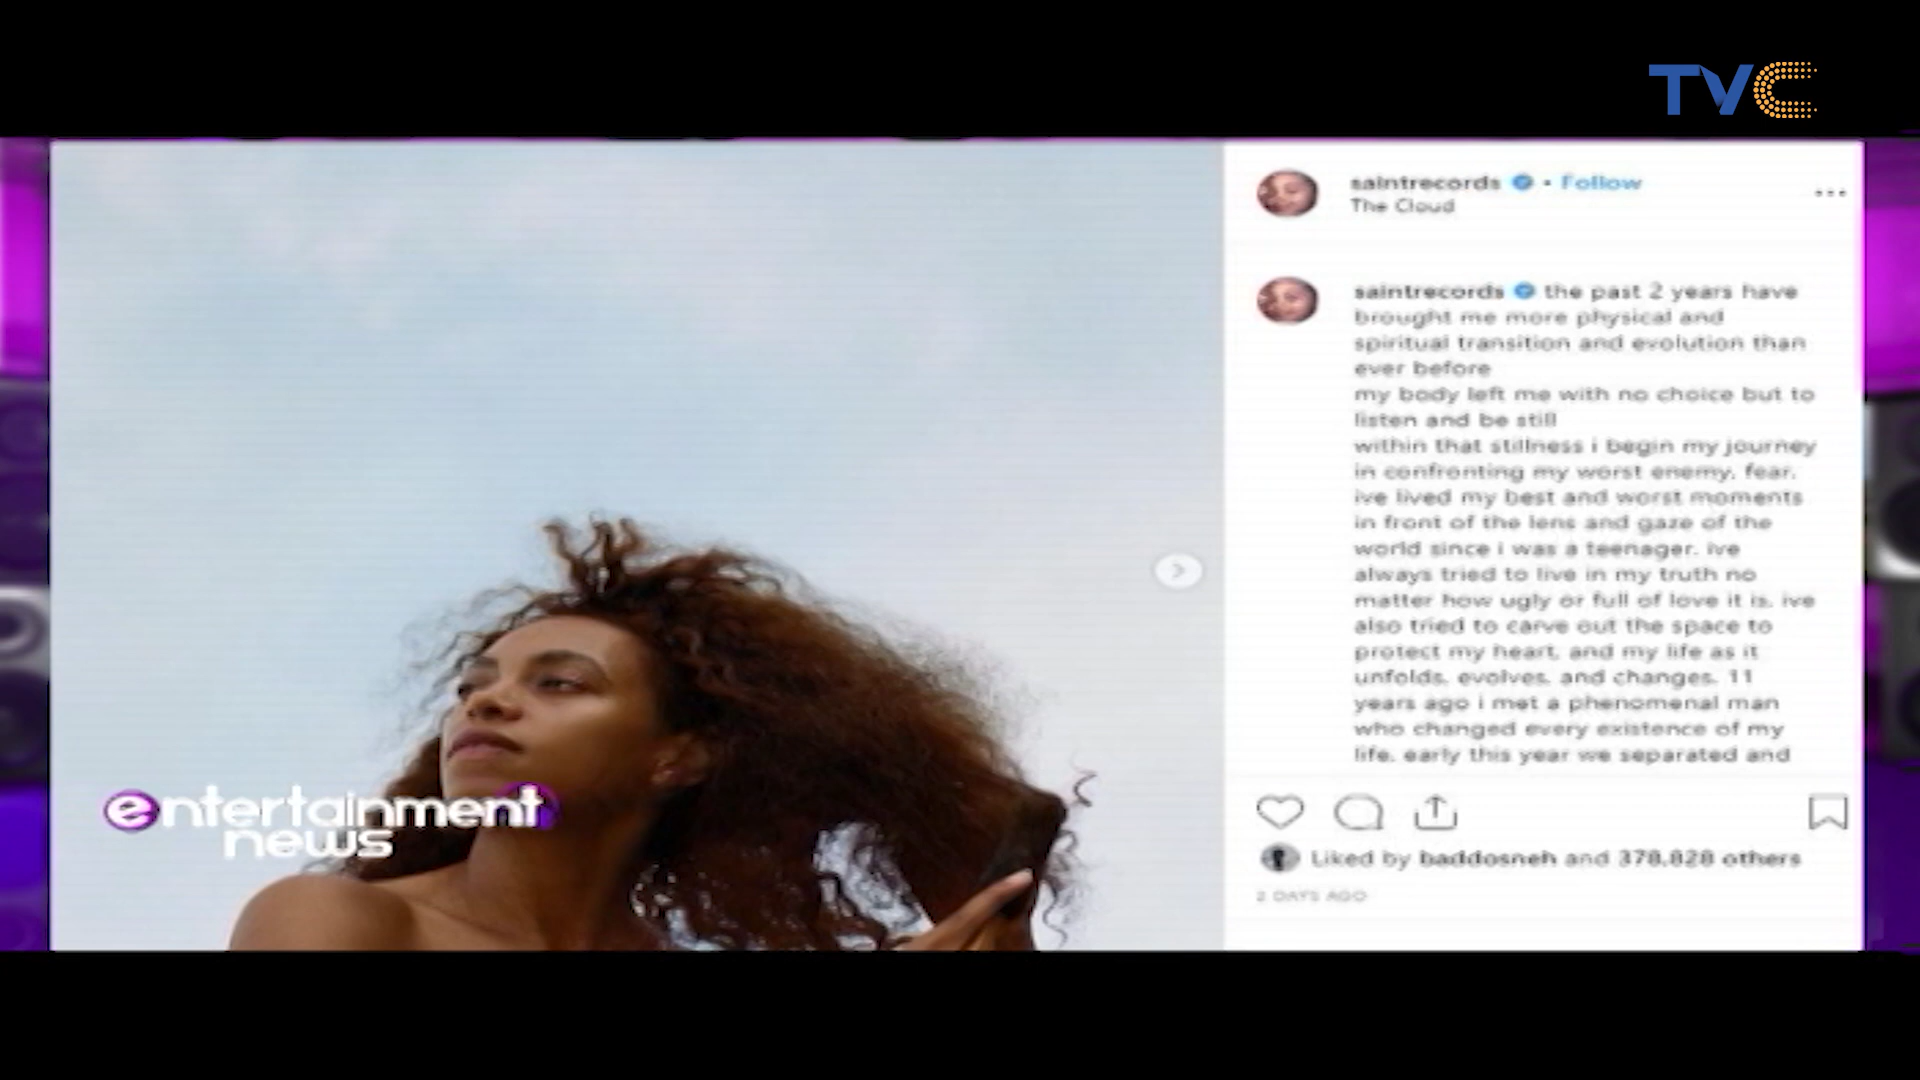 TVC
saintrecords • Follow
The Cloud
saintrecords the past 2 years have
brought me more physical and
spiritual transition and evolution than
ever before
my body left me with no choice but to
listen and be still
within that stillness i begin my journey
in confronting my worst enemy, fear.
ive lived my best and worst moments
in front of the lens and gaze of the
world since i was a teenager. ive
always tried to live in my truth no
matter how ugly or full of love it is. ive
also tried to carve out the space to
protect my heart, and my life as it
unfolds, evolves, and changes. 11
years ago i met a phenomenal man
who changed every existence of my
life. early this year we separated and
Liked by baddosneh and 378,828 others
2 DAYS AGO
entertainment
news